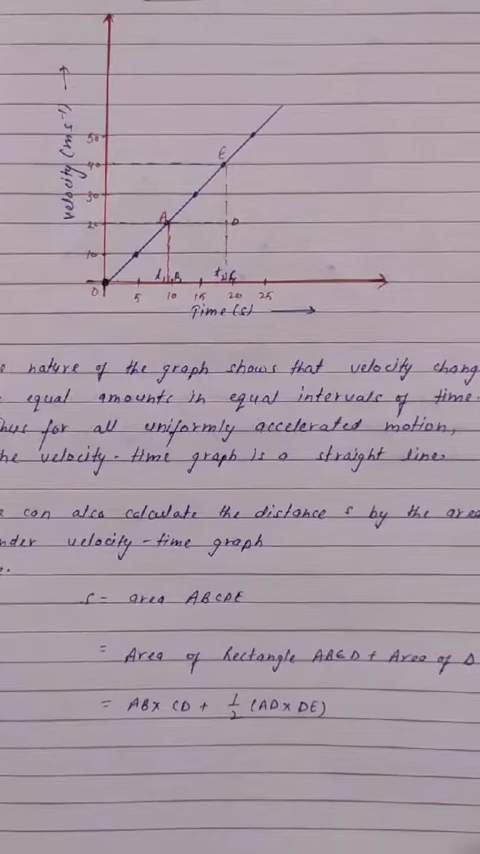 velocity (ms⁻¹) →
50
E
40
30
A
20
D
10
0
5 10 15 20 25
Time (s) →
nature of the graph shows that velocity chang
equal amounts in equal intervals of time.
hus for all uniformly accelerated motion,
he velocity-time graph is a straight line.
can also calculate the distance s by the area
nder velocity-time graph
e.
S = area ABCDE
= Area of Rectangle ABCD + Area of
= AB× CD + 1/2 (AD× DE)